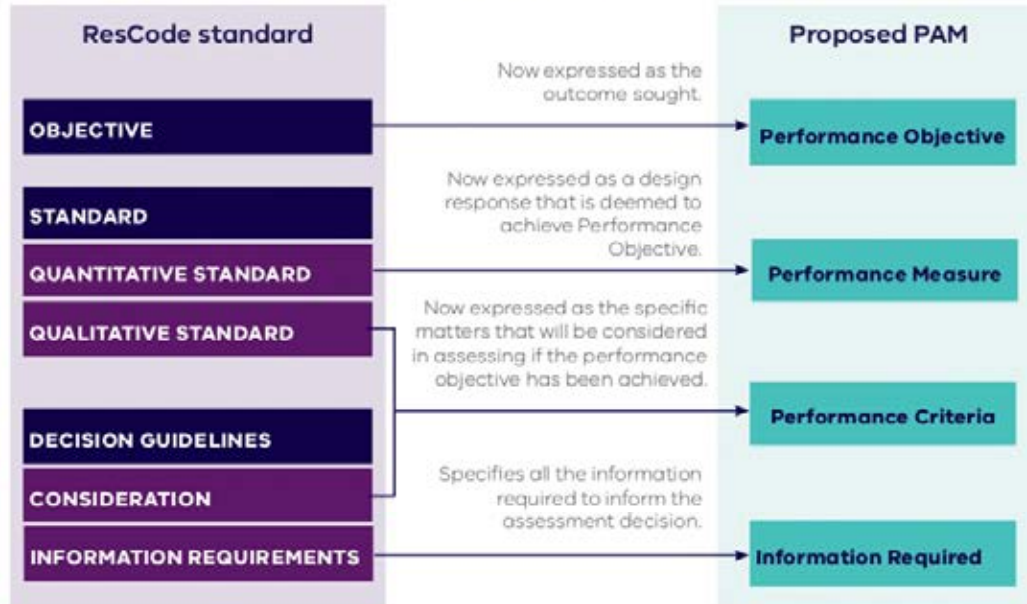 ResCode standard
Proposed PAM
Now expressed as the
outcome sought.
OBJECTIVE
Performance Objective
Now expressed as a design
response that is deemed to
achieve Performance
Objective.
STANDARD
QUANTITATIVE STANDARD
Performance Measure
QUALITATIVE STANDARD
Now expressed as the specific
matters that will be considered
in assessing if the performance
objective has been achieved.
Performance Criteria
DECISION GUIDELINES
CONSIDERATION
Specifies all the information
required to inform the
assessment decision.
INFORMATION REQUIREMENTS
Information Required